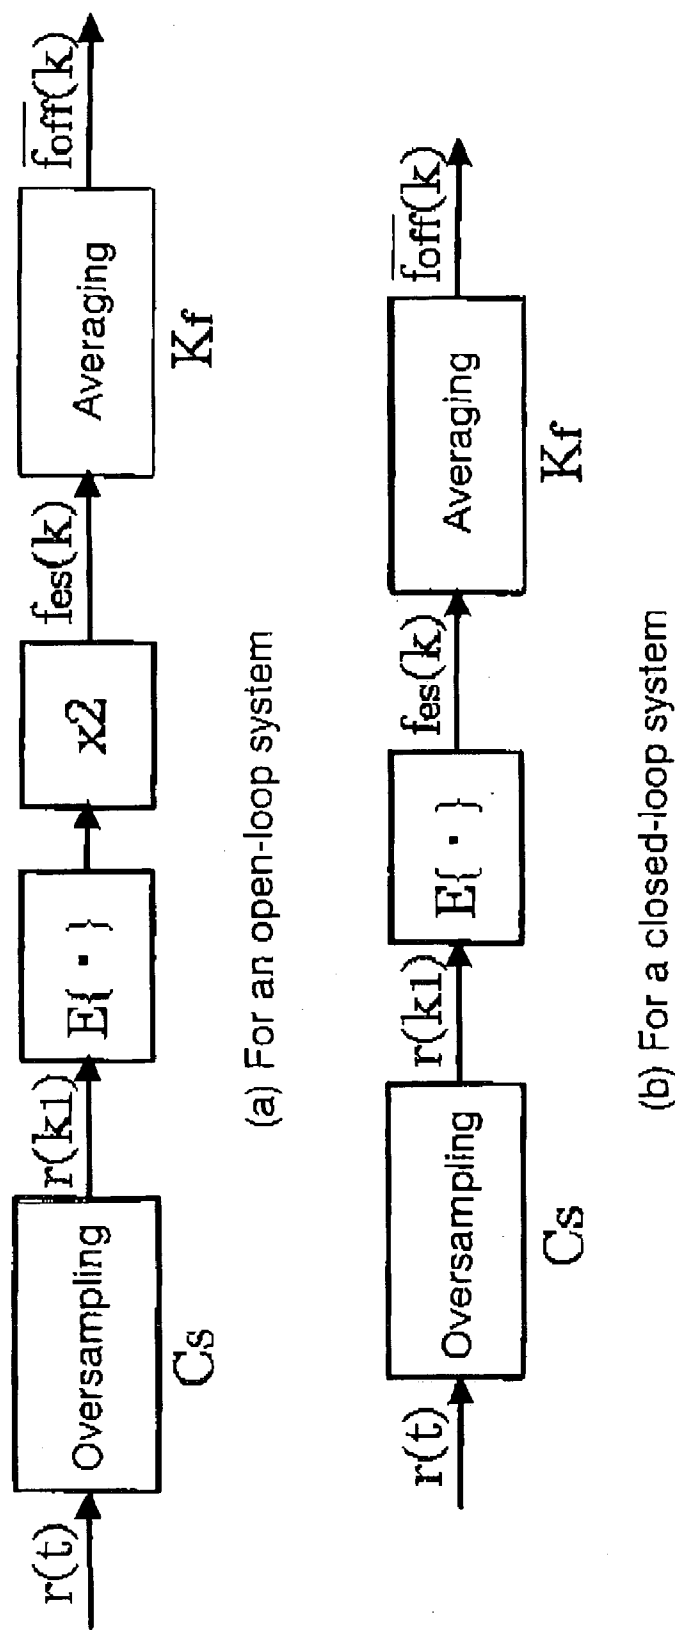 r(t)
Oversampling
Cs
r(k1)
E{ · }
x2
fes(k)
Averaging
Kf
foff(k)
(a) For an open-loop system
r(t)
Oversampling
Cs
r(k1)
E{ · }
fes(k)
Averaging
Kf
foff(k)
(b) For a closed-loop system